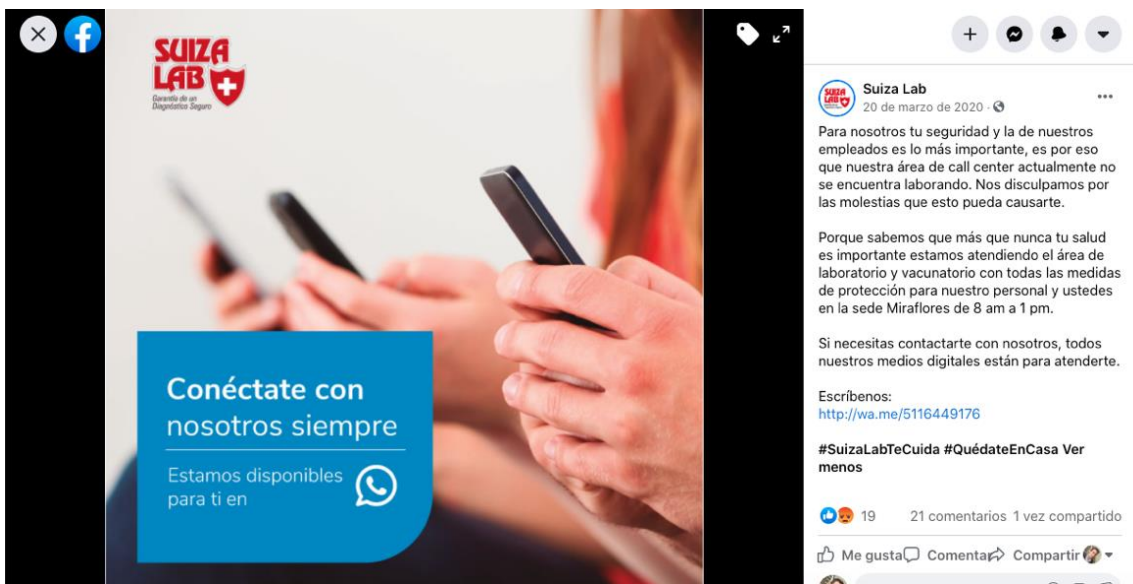 SUIZA
LAB
Garantía de un
Diagnóstico Seguro
Conéctate con
nosotros siempre
Estamos disponibles
para ti en
Suiza Lab
20 de marzo de 2020 ·
Para nosotros tu seguridad y la de nuestros
empleados es lo más importante, es por eso
que nuestra área de call center actualmente no
se encuentra laborando. Nos disculpamos por
las molestias que esto pueda causarte.
Porque sabemos que más que nunca tu salud
es importante estamos atendiendo el área de
laboratorio y vacunatorio con todas las medidas
de protección para nuestro personal y ustedes
en la sede Miraflores de 8 am a 1 pm.
Si necesitas contactarte con nosotros, todos
nuestros medios digitales están para atenderte.
Escríbenos:
http://wa.me/5116449176
#SuizaLabTeCuida #QuédateEnCasa Ver
menos
19 21 comentarios 1 vez compartido
Me gusta Comentar Compartir